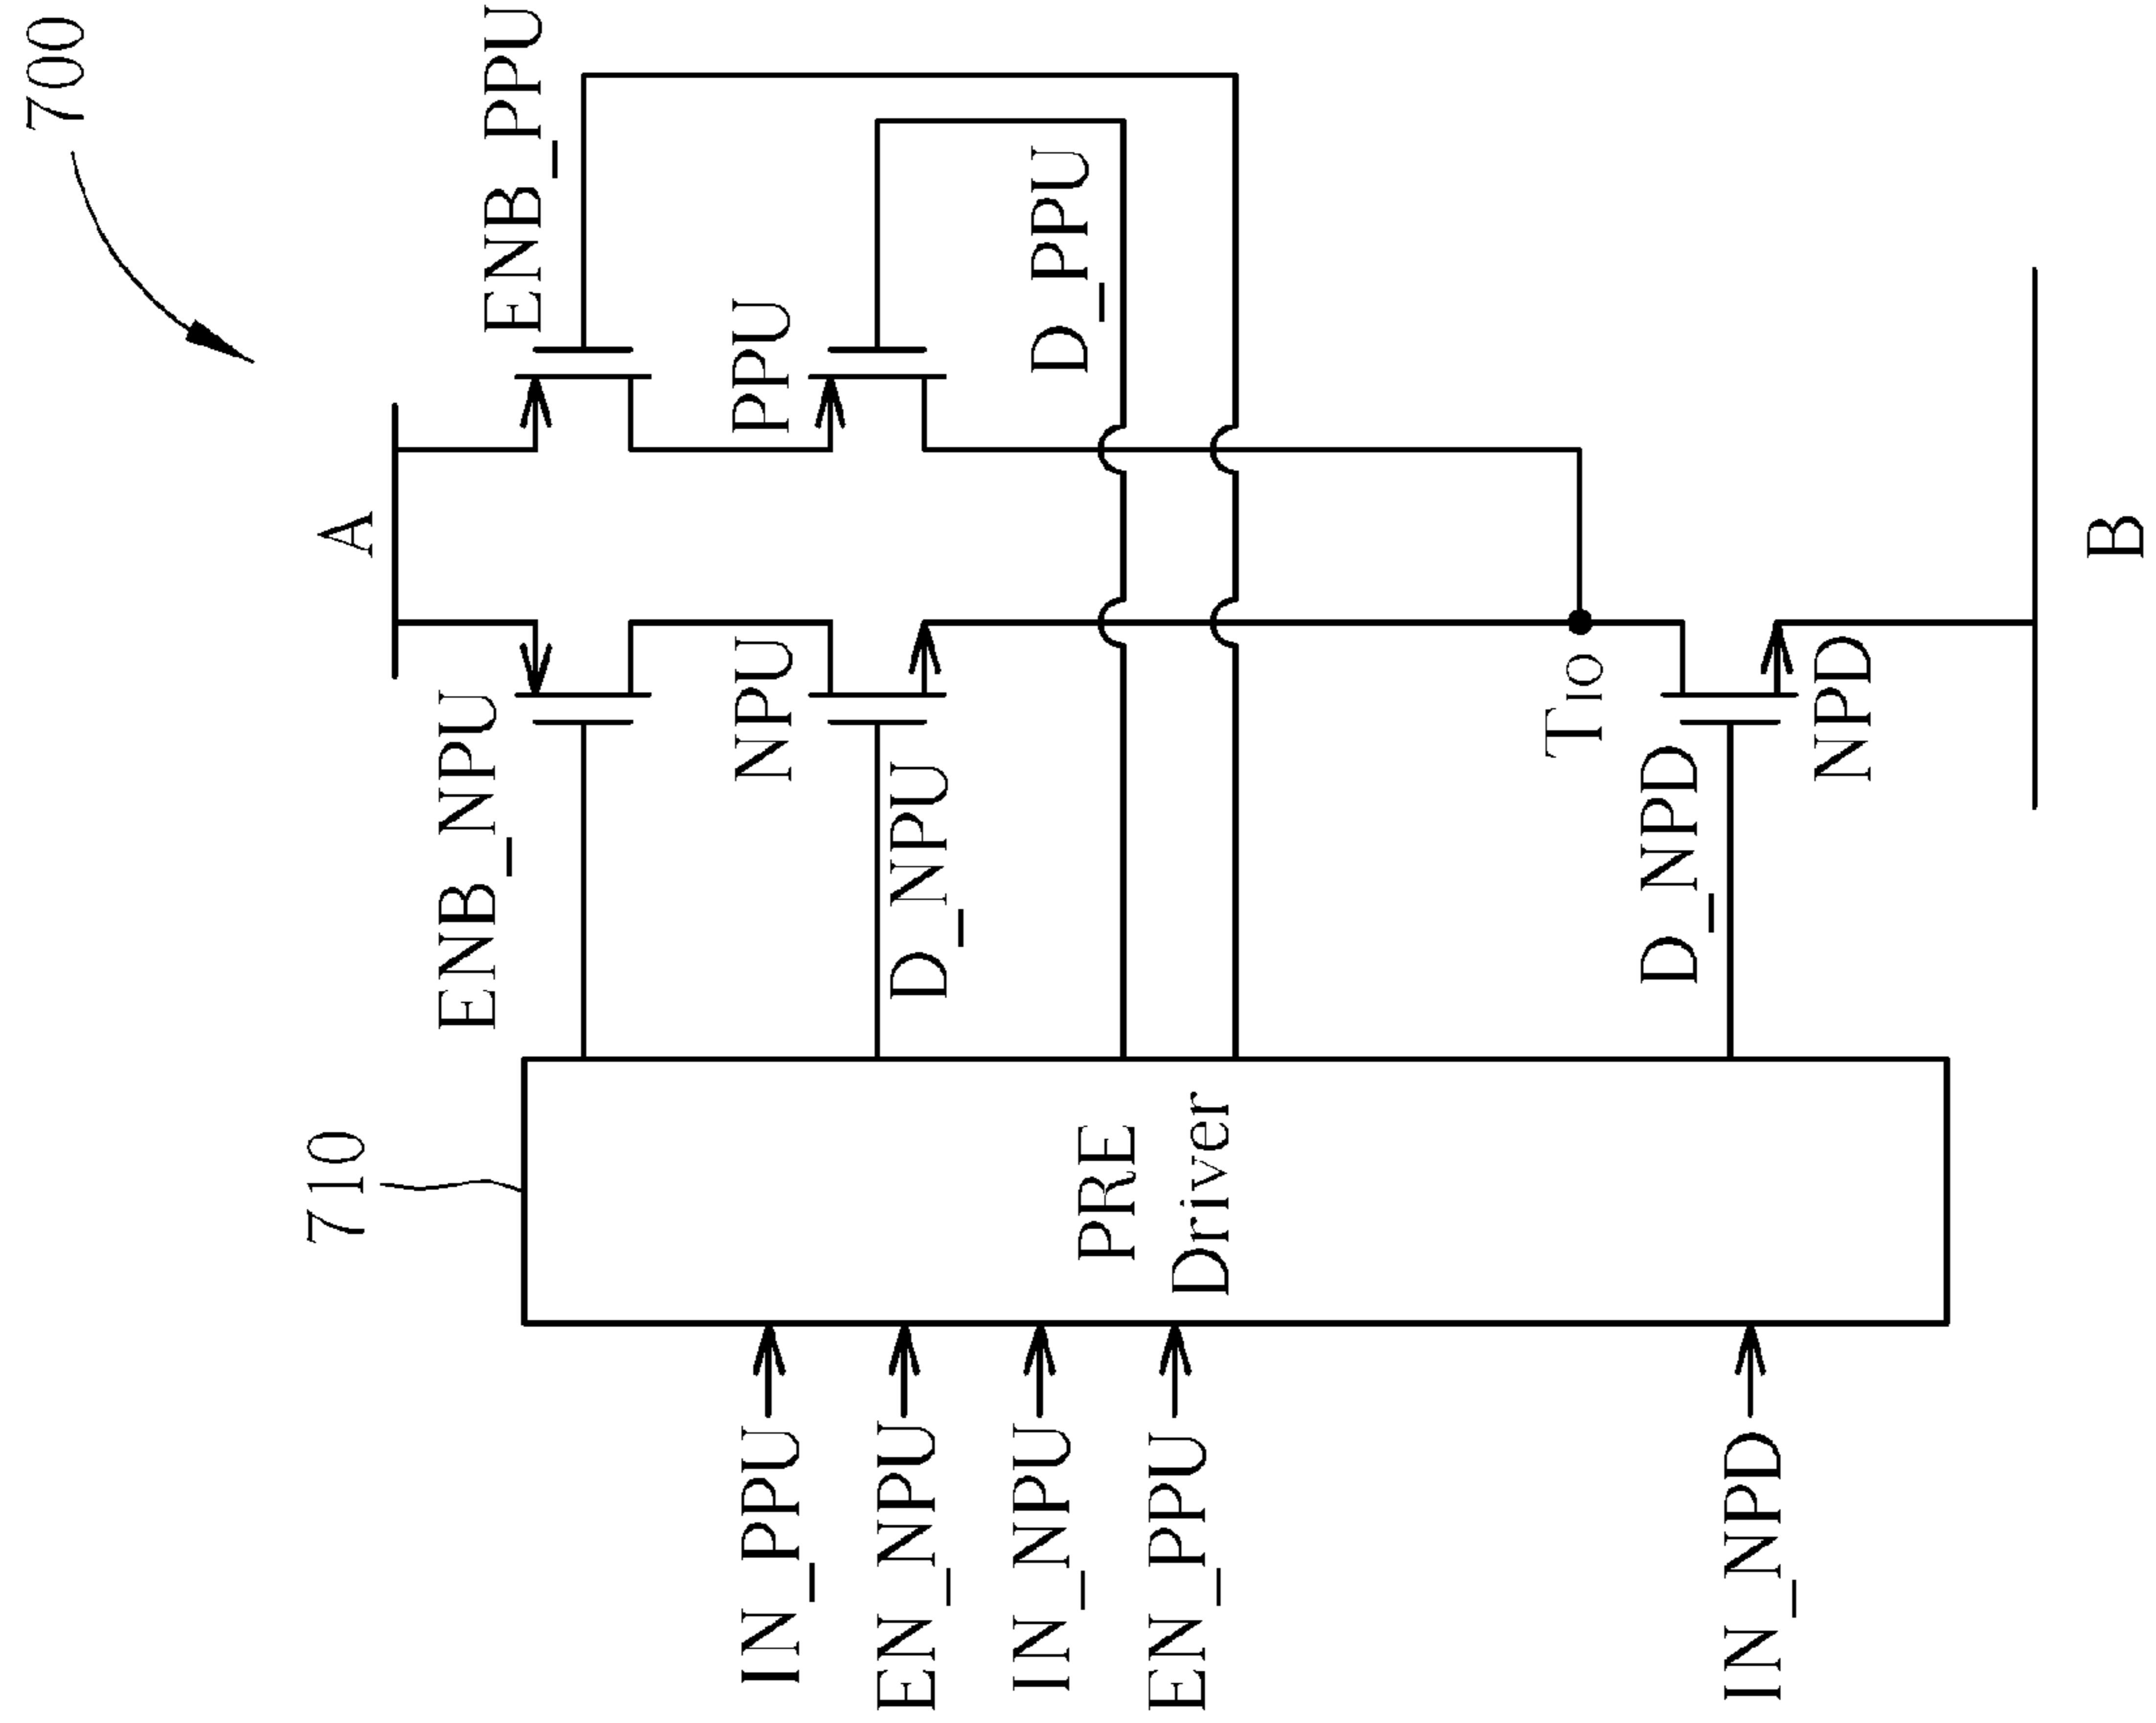 700
A
ENB_NPU
ENB_PPU
NPU
PPU
D_NPU
D_PPU
710
PRE
Driver
IN_PPU
EN_NPU
IN_NPU
EN_PPU
TIO
D_NPD
NPD
IN_NPD
B